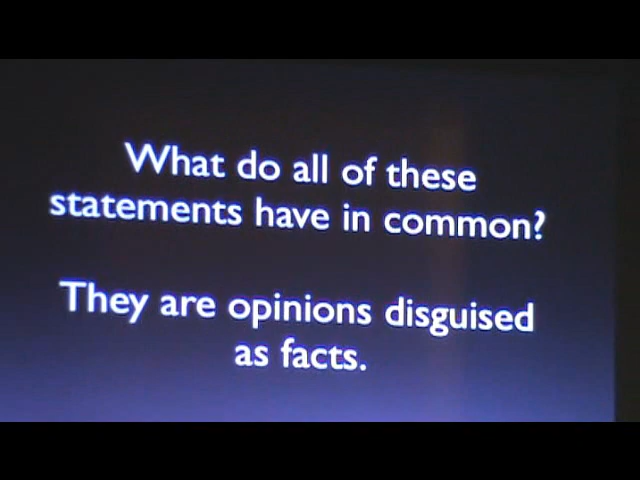 What do all of these
statements have in common?
They are opinions disguised
as facts.